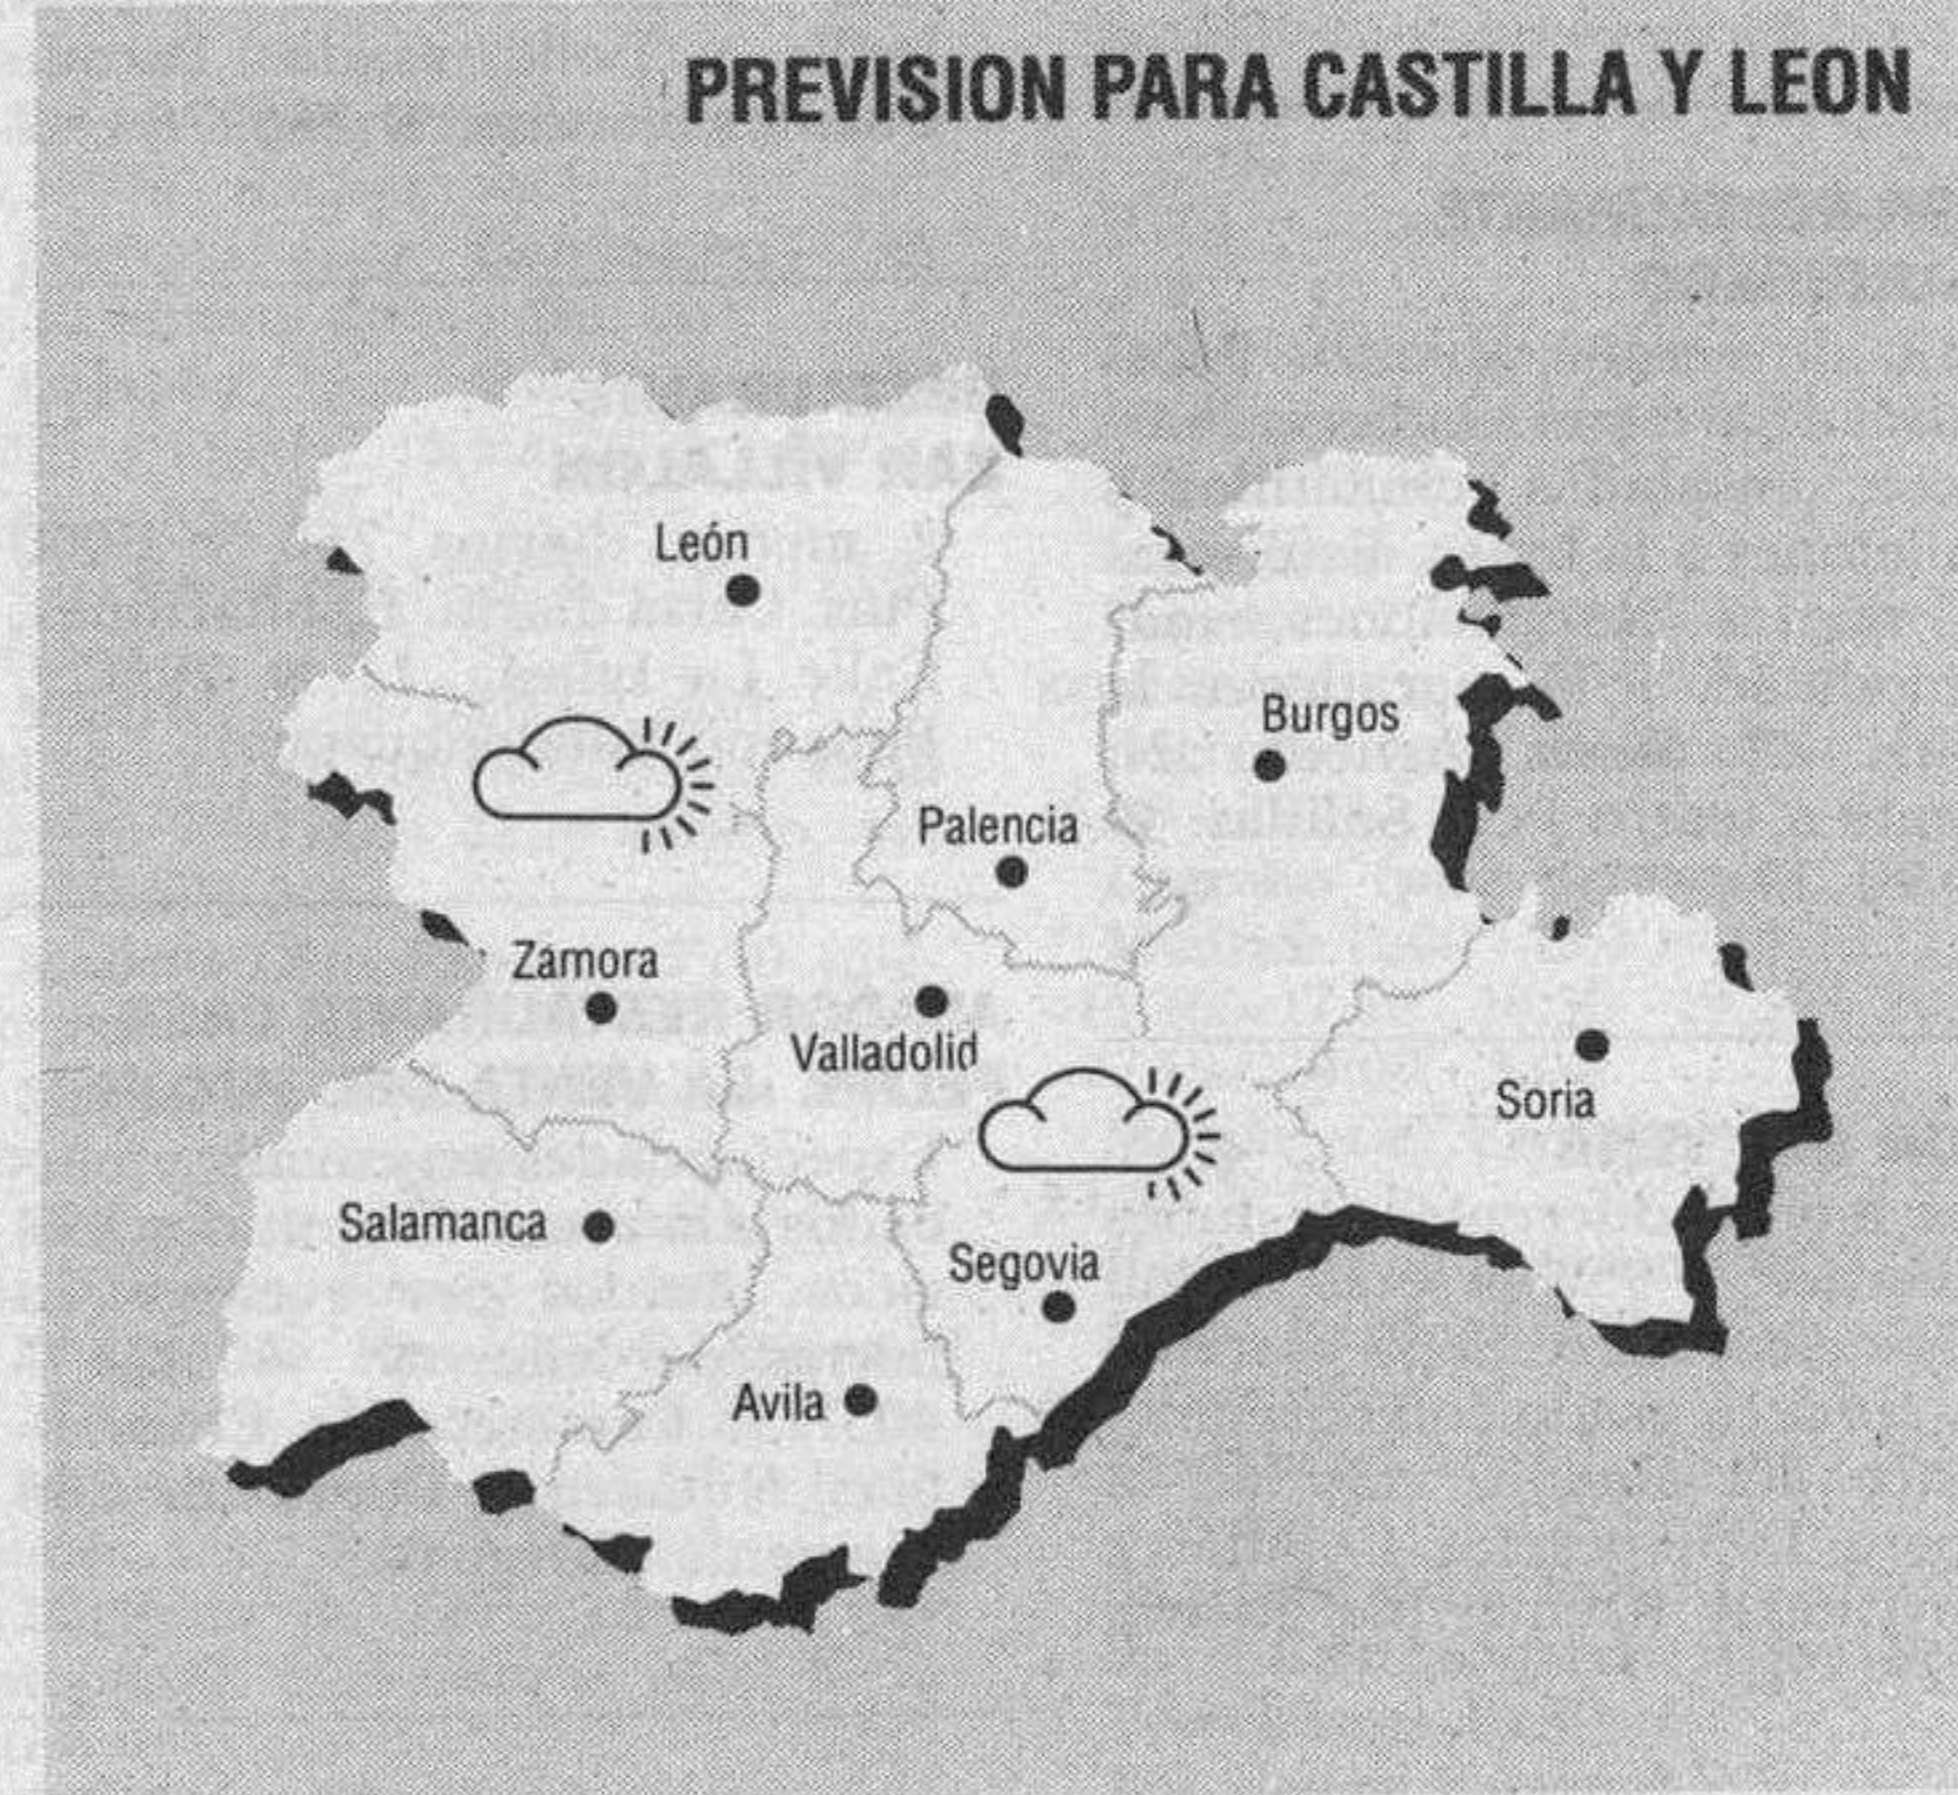 PREVISION PARA CASTILLA Y LEON
León
Burgos
Palencia
Zamora
Valladolid
Soria
Salamanca
Segovia
Avila